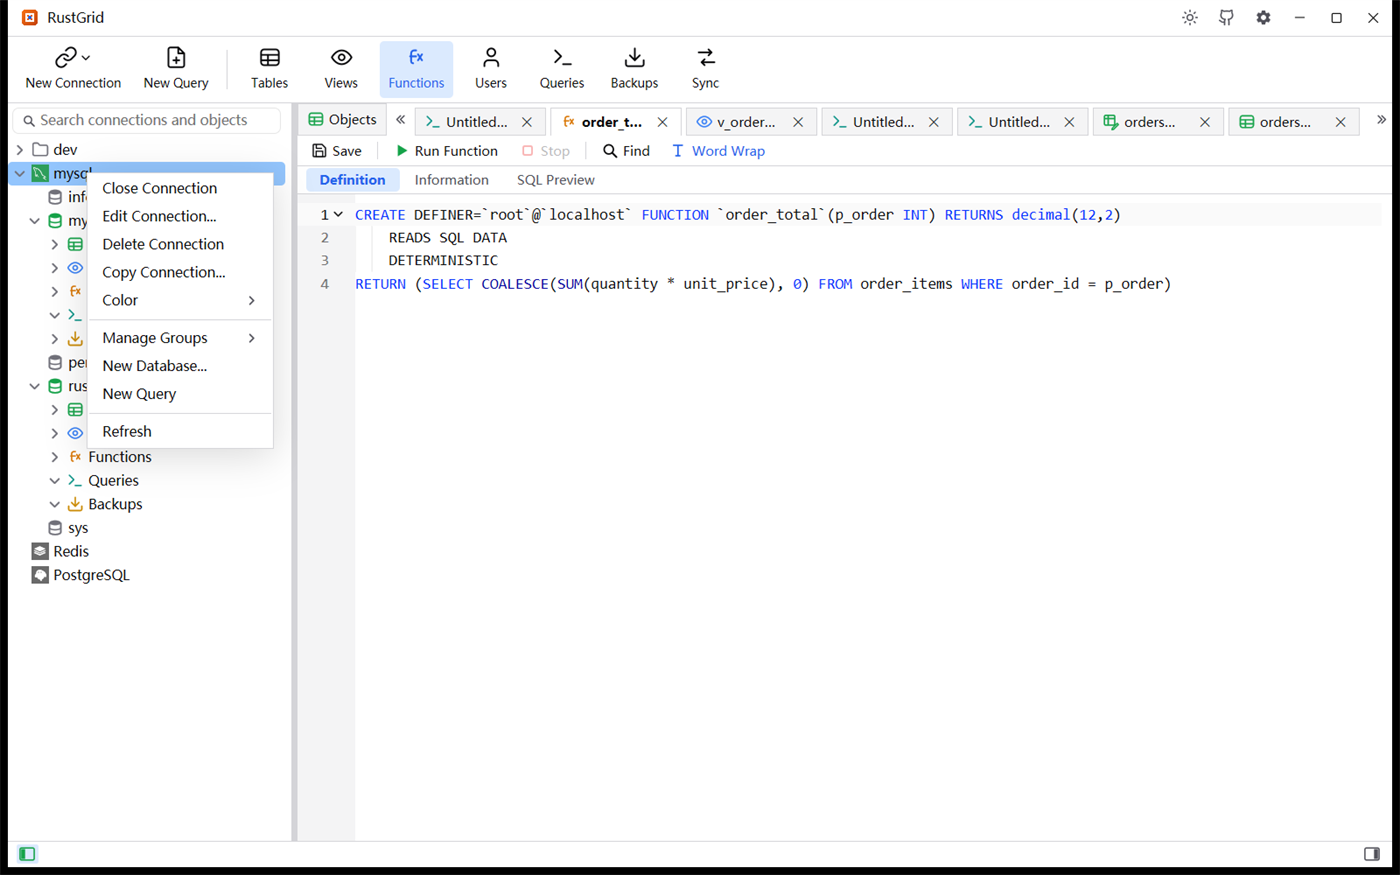 RustGrid
New Connection
New Query
Tables
Views
Functions
Users
Queries
Backups
Sync
Search connections and objects
Objects
Untitled...
order_t...
v_order...
Untitled...
Untitled...
orders...
orders...
Save
Run Function
Stop
Find
Word Wrap
Definition
Information
SQL Preview
dev
mysql
Close Connection
Edit Connection...
Delete Connection
Copy Connection...
Color
Manage Groups
New Database...
New Query
Refresh
Functions
Queries
Backups
sys
Redis
PostgreSQL
1 CREATE DEFINER=`root`@`localhost` FUNCTION `order_total`(p_order INT) RETURNS decimal(12,2)
2 READS SQL DATA
3 DETERMINISTIC
4 RETURN (SELECT COALESCE(SUM(quantity * unit_price), 0) FROM order_items WHERE order_id = p_order)